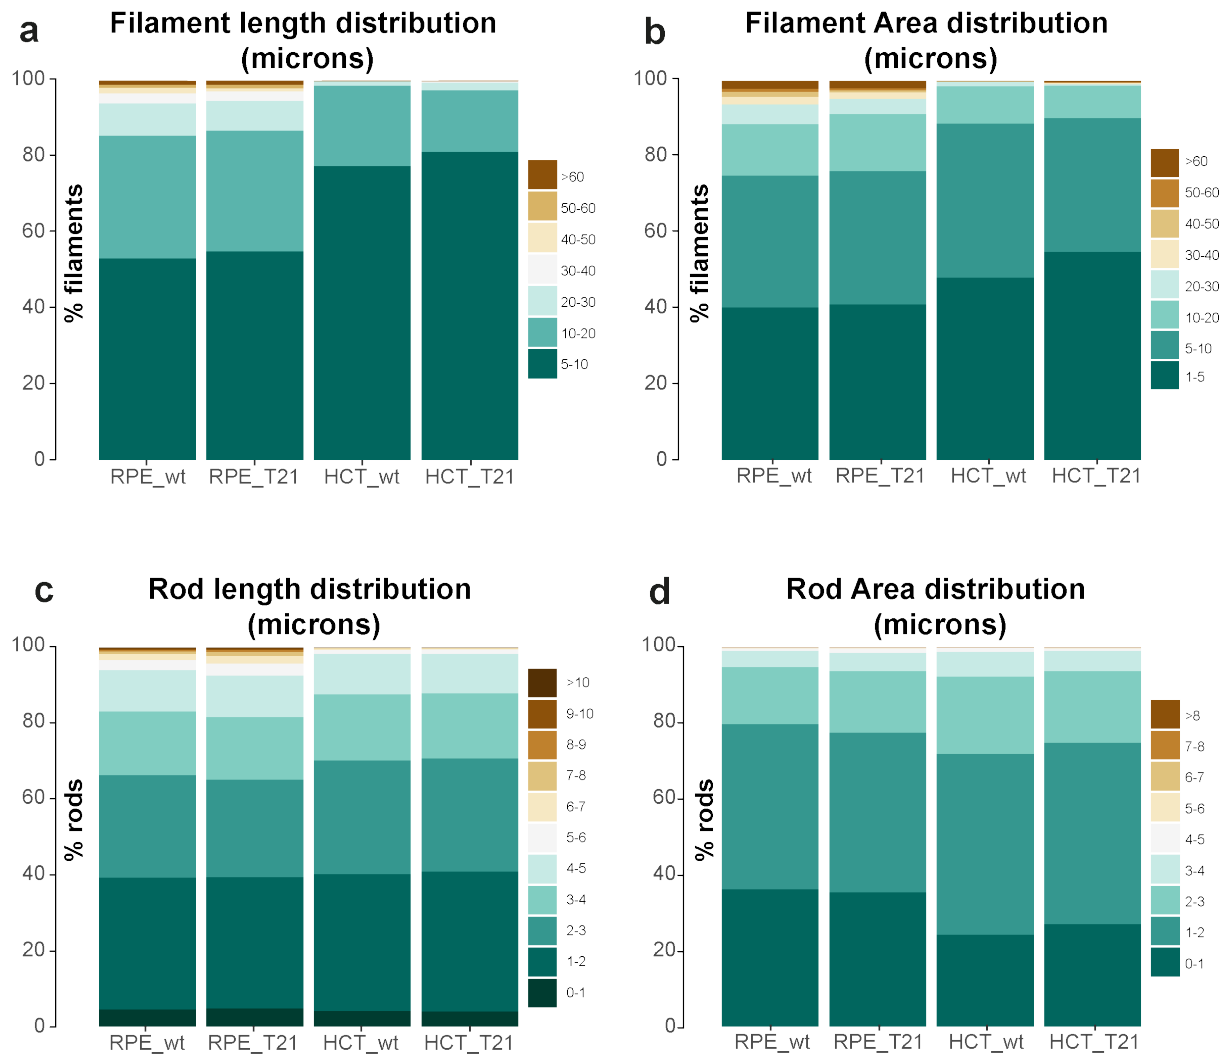 a
Filament length distribution
(microns)
% filaments
100
80
60
40
20
0
RPE_wt
RPE_T21
HCT_wt
HCT_T21
>60
50-60
40-50
30-40
20-30
10-20
5-10
b
Filament Area distribution
(microns)
% filaments
100
80
60
40
20
0
RPE_wt
RPE_T21
HCT_wt
HCT_T21
>60
50-60
40-50
30-40
20-30
10-20
5-10
1-5
c
Rod length distribution
(microns)
% rods
100
80
60
40
20
0
RPE_wt
RPE_T21
HCT_wt
HCT_T21
>10
9-10
8-9
7-8
6-7
5-6
4-5
3-4
2-3
1-2
0-1
d
Rod Area distribution
(microns)
% rods
100
80
60
40
20
0
RPE_wt
RPE_T21
HCT_wt
HCT_T21
>8
7-8
6-7
5-6
4-5
3-4
2-3
1-2
0-1